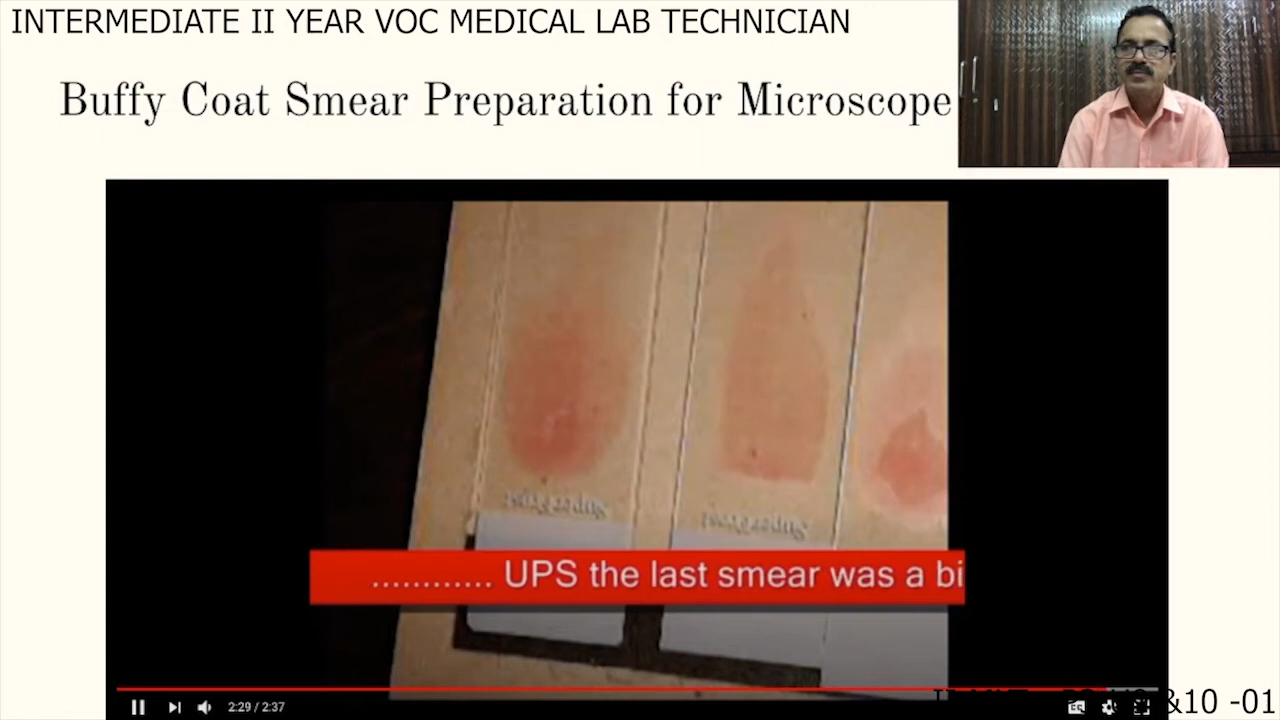 INTERMEDIATE II YEAR VOC MEDICAL LAB TECHNICIAN
Buffy Coat Smear Preparation for Microscope
............ UPS the last smear was a bi
2:29 / 2:37
&10 -01